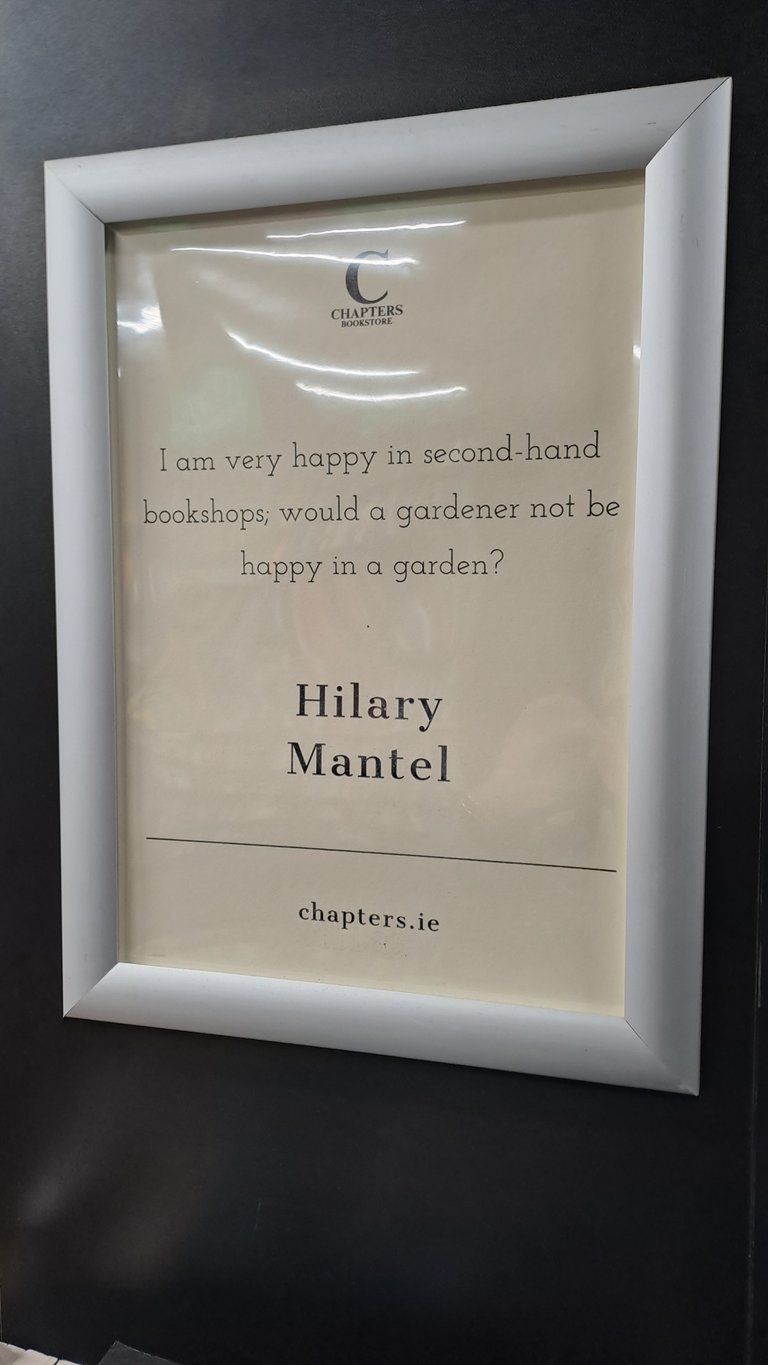 C
CHAPTERS
BOOKSTORE
I am very happy in second-hand
bookshops; would a gardener not be
happy in a garden?
Hilary
Mantel
chapters.ie